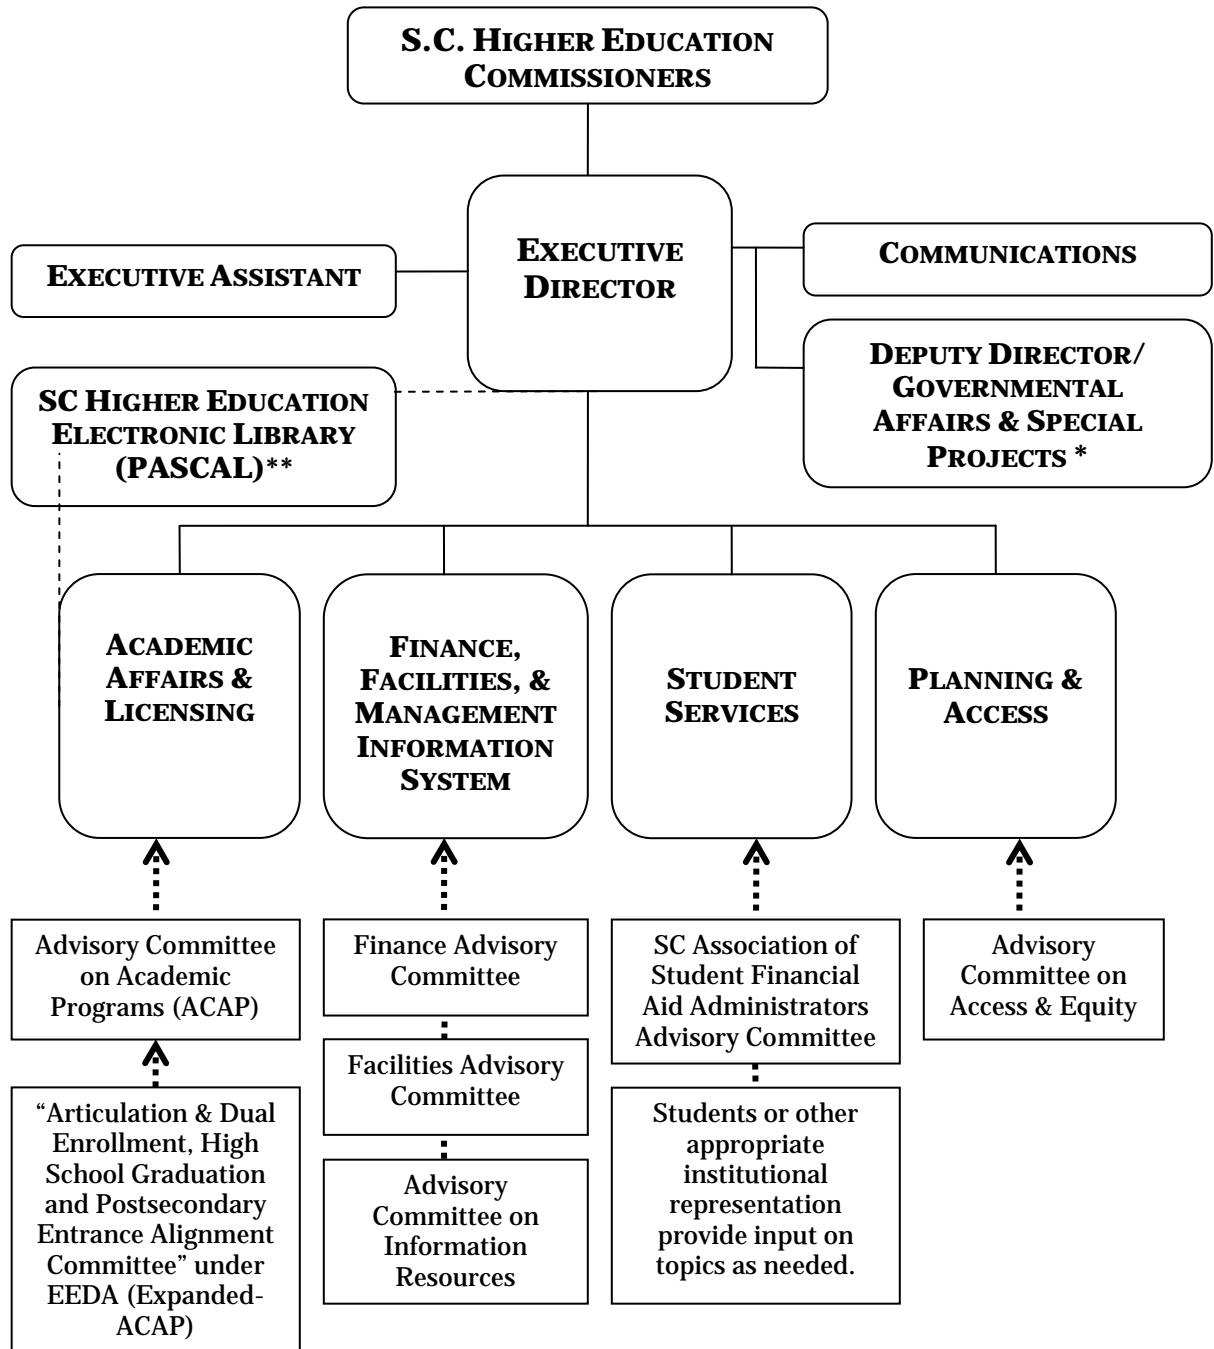 S.C. HIGHER EDUCATION
COMMISSIONERS
EXECUTIVE
DIRECTOR
EXECUTIVE ASSISTANT
COMMUNICATIONS
DEPUTY DIRECTOR/
GOVERNMENTAL
AFFAIRS & SPECIAL
PROJECTS *
SC HIGHER EDUCATION
ELECTRONIC LIBRARY
(PASCAL)**
ACADEMIC
AFFAIRS &
LICENSING
FINANCE,
FACILITIES, &
MANAGEMENT
INFORMATION
SYSTEM
STUDENT
SERVICES
PLANNING &
ACCESS
Advisory Committee
on Academic
Programs (ACAP)
“Articulation & Dual
Enrollment, High
School Graduation
and Postsecondary
Entrance Alignment
Committee” under
EEDA (Expanded-
ACAP)
Finance Advisory
Committee
Facilities Advisory
Committee
Advisory
Committee on
Information
Resources
SC Association of
Student Financial
Aid Administrators
Advisory Committee
Students or other
appropriate
institutional
representation
provide input on
topics as needed.
Advisory
Committee on
Access & Equity